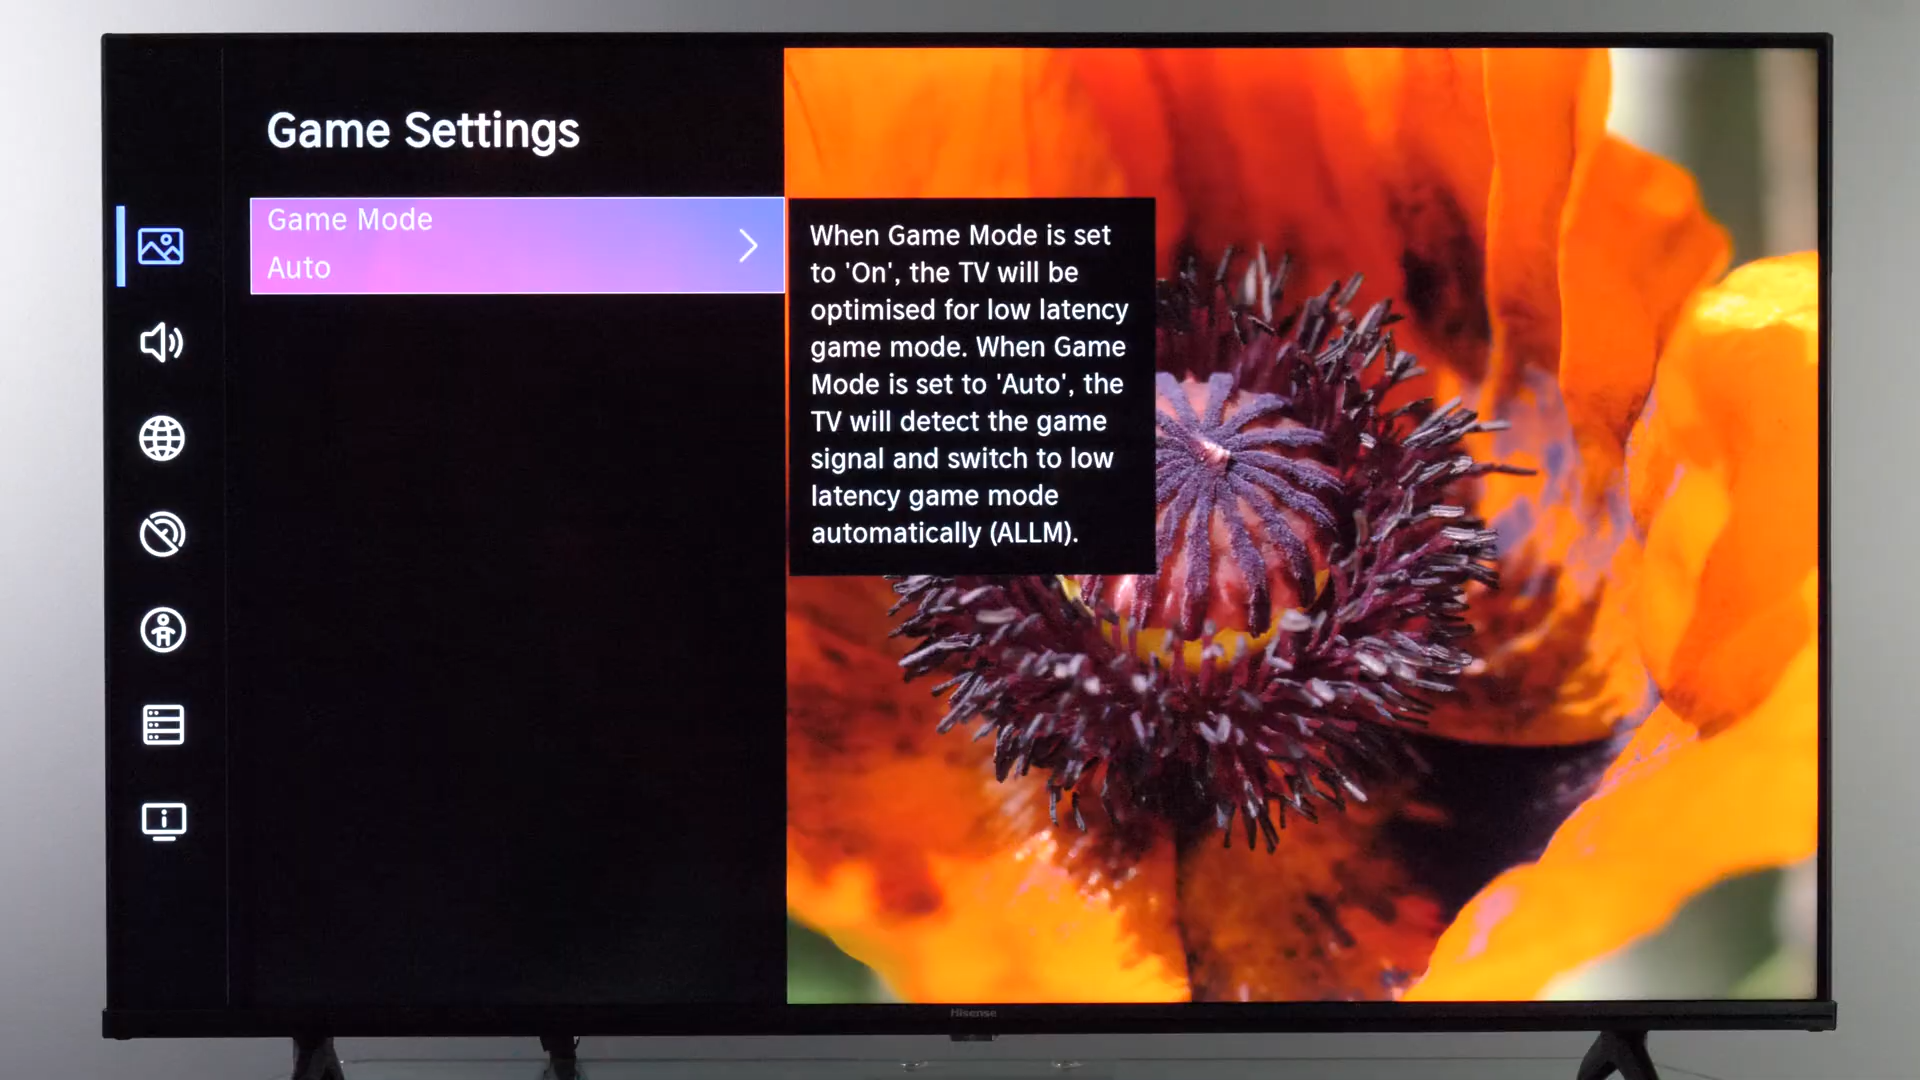 Game Settings
Game Mode
Auto
When Game Mode is set
to 'On', the TV will be
optimised for low latency
game mode. When Game
Mode is set to 'Auto', the
TV will detect the game
signal and switch to low
latency game mode
automatically (ALLM).
Hisense